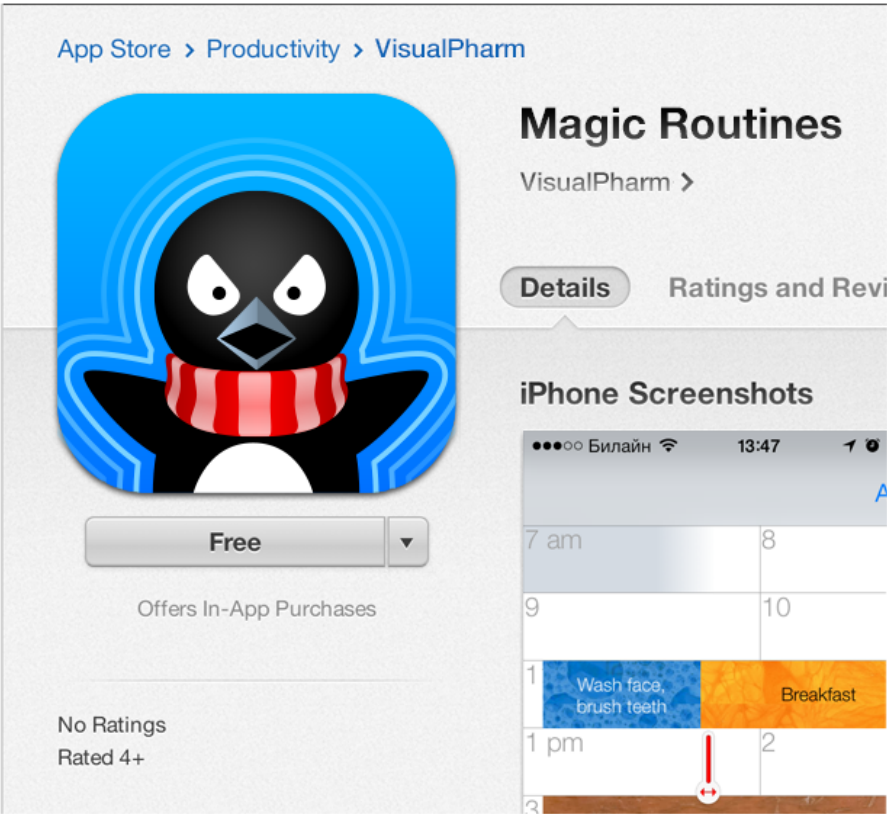 App Store > Productivity > VisualPharm
Magic Routines
VisualPharm >
Details
Ratings and Revi
iPhone Screenshots
Билайн
13:47
A
Free
7 am
8
Offers In-App Purchases
9
10
1
Wash face,
brush teeth
Breakfast
No Ratings
Rated 4+
1 pm
2
3